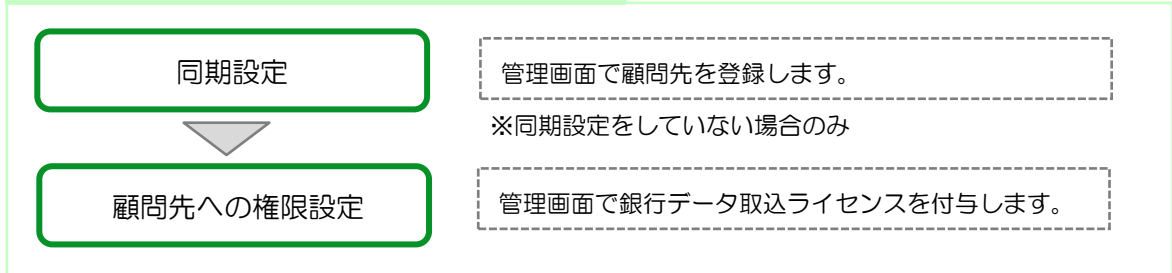 同期設定
管理画面で顧問先を登録します。
※同期設定をしていない場合のみ
顧問先への権限設定
管理画面で銀行データ取込ライセンスを付与します。